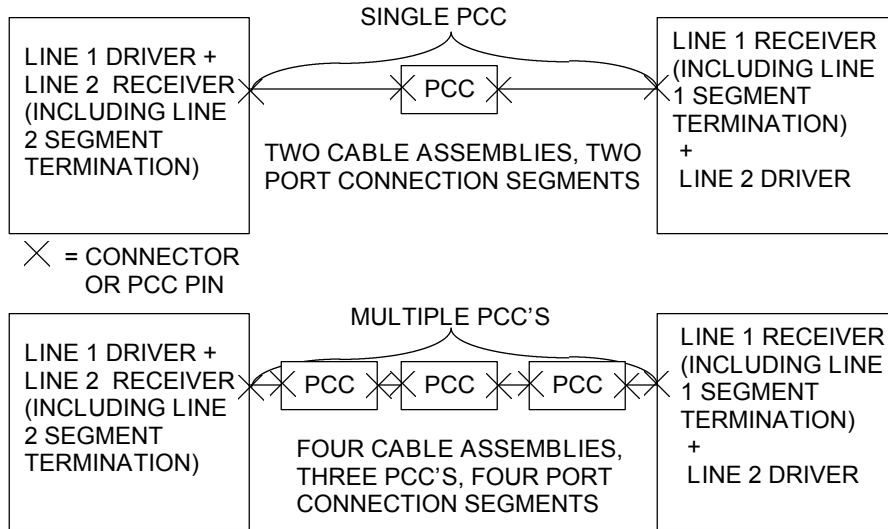 SINGLE PCC
LINE 1 DRIVER +
LINE 2 RECEIVER
(INCLUDING LINE
2 SEGMENT
TERMINATION)
PCC
LINE 1 RECEIVER
(INCLUDING LINE
1 SEGMENT
TERMINATION)
+
LINE 2 DRIVER
TWO CABLE ASSEMBLIES, TWO
PORT CONNECTION SEGMENTS
= CONNECTOR
OR PCC PIN
MULTIPLE PCC'S
LINE 1 DRIVER +
LINE 2 RECEIVER
(INCLUDING LINE
2 SEGMENT
TERMINATION)
PCC PCC PCC
LINE 1 RECEIVER
(INCLUDING LINE
1 SEGMENT
TERMINATION)
+
LINE 2 DRIVER
FOUR CABLE ASSEMBLIES,
THREE PCC'S, FOUR PORT
CONNECTION SEGMENTS